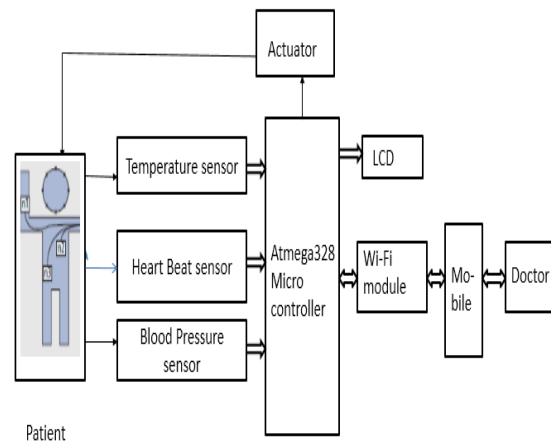 Actuator
Temperature sensor
LCD
Heart Beat sensor
Atmega328
Micro
controller
Wi-Fi
module
Mo-
bile
Doctor
Blood Pressure
sensor
Patient